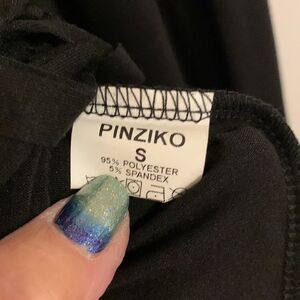 PINZIKO
S
95% POLYESTER
5% SPANDEX